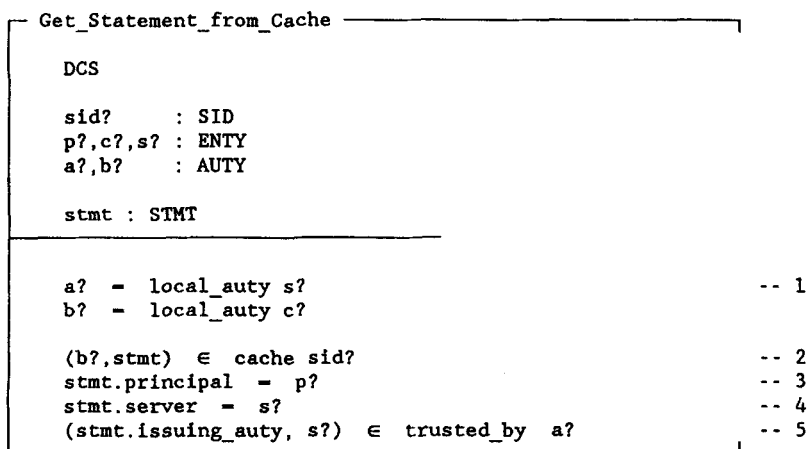 Get_Statement_from_Cache
DCS
sid? : SID
p?,c?,s? : ENTY
a?,b? : AUTY
stmt : STMT
a? = local_auty s? -- 1
b? = local_auty c?
(b?,stmt) ∈ cache sid? -- 2
stmt.principal = p? -- 3
stmt.server = s? -- 4
(stmt.issuing_auty, s?) ∈ trusted_by a? -- 5